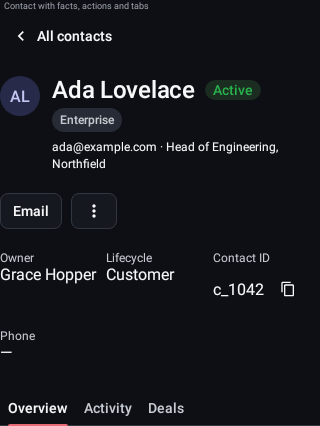 Contact with facts, actions and tabs
All contacts
AL
Ada Lovelace Active
Enterprise
ada@example.com · Head of Engineering,
Northfield
Email
Owner Lifecycle Contact ID
Grace Hopper Customer c_1042
Phone
—
Overview Activity Deals